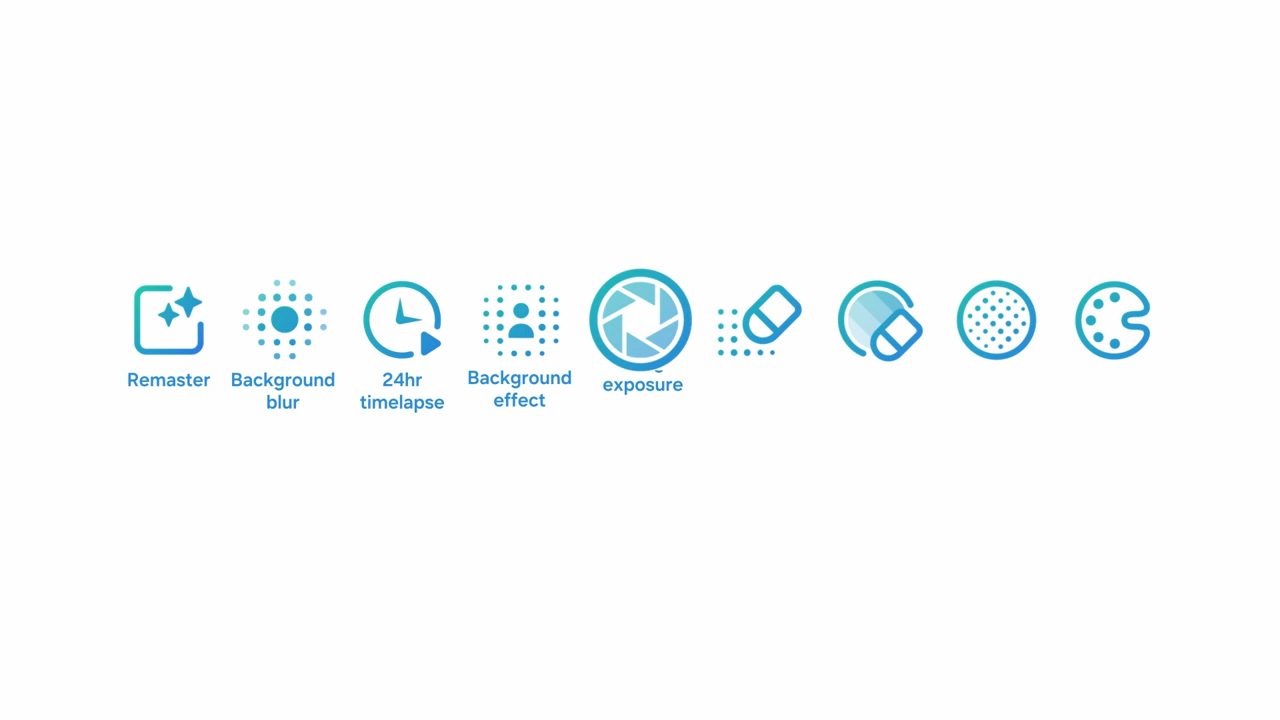 Remaster
Background
blur
24hr
timelapse
Background
effect
exposure